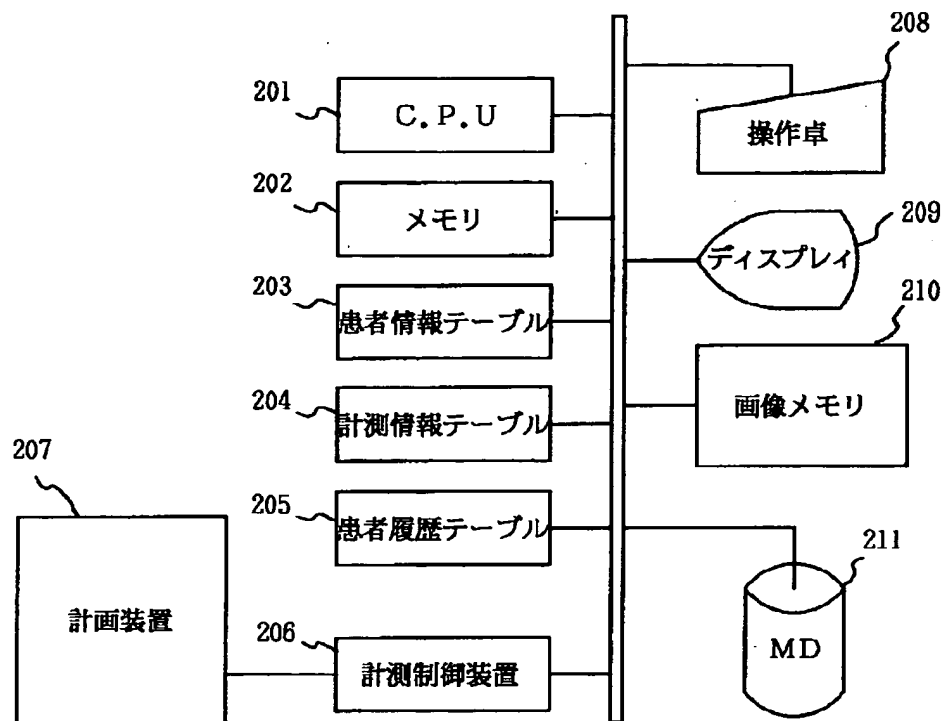 208
201
C.P.U
操作卓
202
メモリ
209
ディスプレイ
203
患者情報テーブル
210
204
計測情報テーブル
画像メモリ
207
205
患者履歴テーブル
211
計画装置
206
計測制御装置
MD